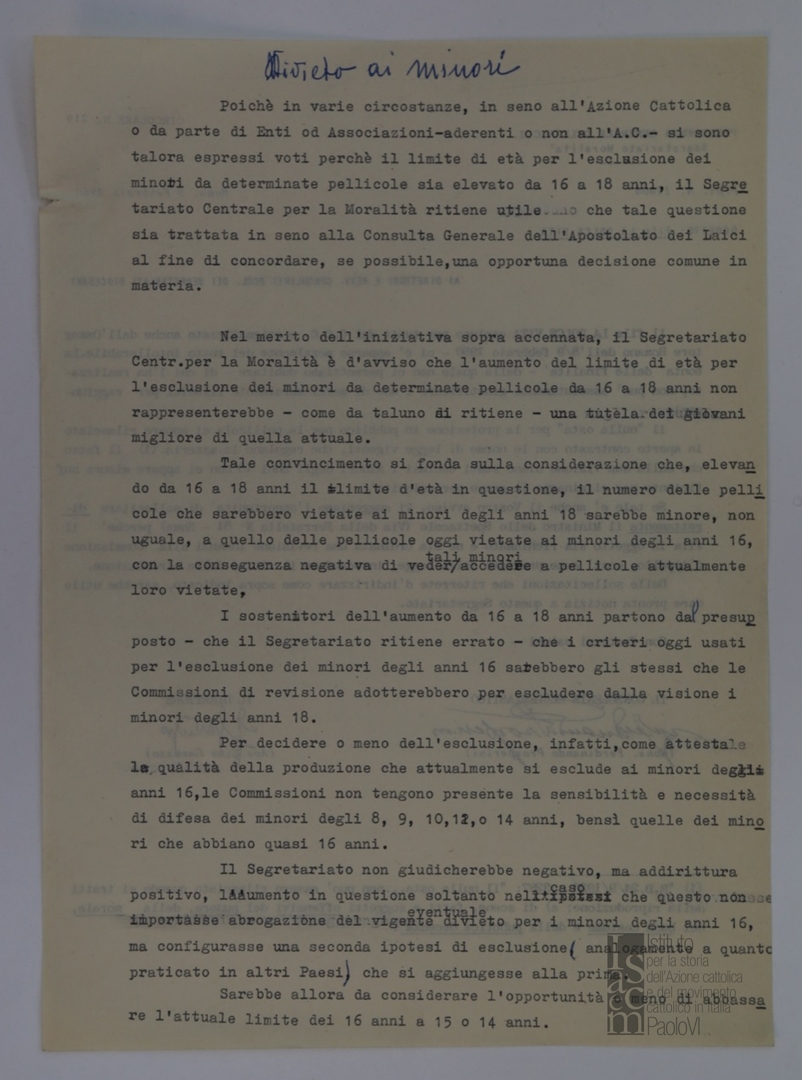 Divieto ai minori
Poichè in varie circostanze, in seno all'Azione Cattolica
o da parte di Enti od Associazioni-aderenti o non all'A.C.- si sono
talora espressi voti perchè il limite di età per l'esclusione dei
minori da determinate pellicole sia elevato da 16 a 18 anni, il Segre
tariato Centrale per la Moralità ritiene utile che tale questione
sia trattata in seno alla Consulta Generale dell'Apostolato dei Laici
al fine di concordare, se possibile,una opportuna decisione comune in
materia.
Nel merito dell'iniziativa sopra accennata, il Segretariato
Centr.per la Moralità è d'avviso che l'aumento del limite di età per
l'esclusione dei minori da determinate pellicole da 16 a 18 anni non
rappresenterebbe - come da taluno si ritiene - una tutela dei giovani
migliore di quella attuale.
Tale convincimento si fonda sulla considerazione che, elevan
do da 16 a 18 anni il limite d'età in questione, il numero delle pelli
cole che sarebbero vietate ai minori degli anni 18 sarebbe minore, non
uguale, a quello delle pellicole oggi vietate ai minori degli anni 16,
tali minori
con la conseguenza negativa di veder/accedere a pellicole attualmente
loro vietate,
I sostenitori dell'aumento da 16 a 18 anni partono dal presup
posto - che il Segretariato ritiene errato - che i criteri oggi usati
per l'esclusione dei minori degli anni 16 sarebbero gli stessi che le
Commissioni di revisione adotterebbero per escludere dalla visione i
minori degli anni 18.
Per decidere o meno dell'esclusione, infatti,come attesta
la qualità della produzione che attualmente si esclude ai minori degli
anni 16,le Commissioni non tengono presente la sensibilità e necessità
di difesa dei minori degli 8, 9, 10,12,o 14 anni, bensì quelle dei mino
ri che abbiano quasi 16 anni.
Il Segretariato non giudicherebbe negativo, ma addirittura
caso
positivo, l'aumento in questione soltanto nell'ipotesi che questo non
eventuale
importasse abrogazione del vigente divieto per i minori degli anni 16,
ma configurasse una seconda ipotesi di esclusione( analogamente a quanto
praticato in altri Paesi) che si aggiungesse alla prima.
Sarebbe allora da considerare l'opportunità o meno di abbassa
re l'attuale limite dei 16 anni a 15 o 14 anni.
isacem
Istituto
per la storia
dell'Azione cattolica
e del movimento
cattolico in Italia
PaoloVI